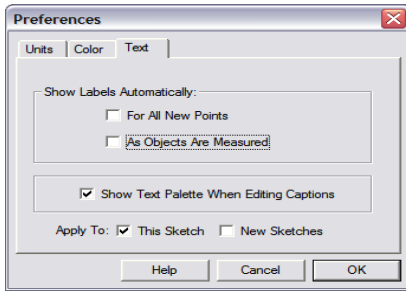 Preferences
Units Color Text
Show Labels Automatically:
For All New Points
As Objects Are Measured
Show Text Palette When Editing Captions
Apply To: This Sketch New Sketches
Help Cancel OK